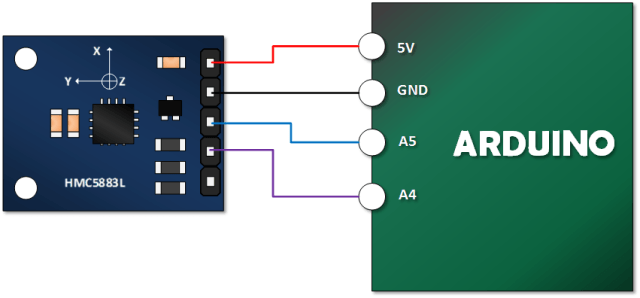 X
Y Z
HMC5883L
5V
GND
A5
A4
ARDUINO